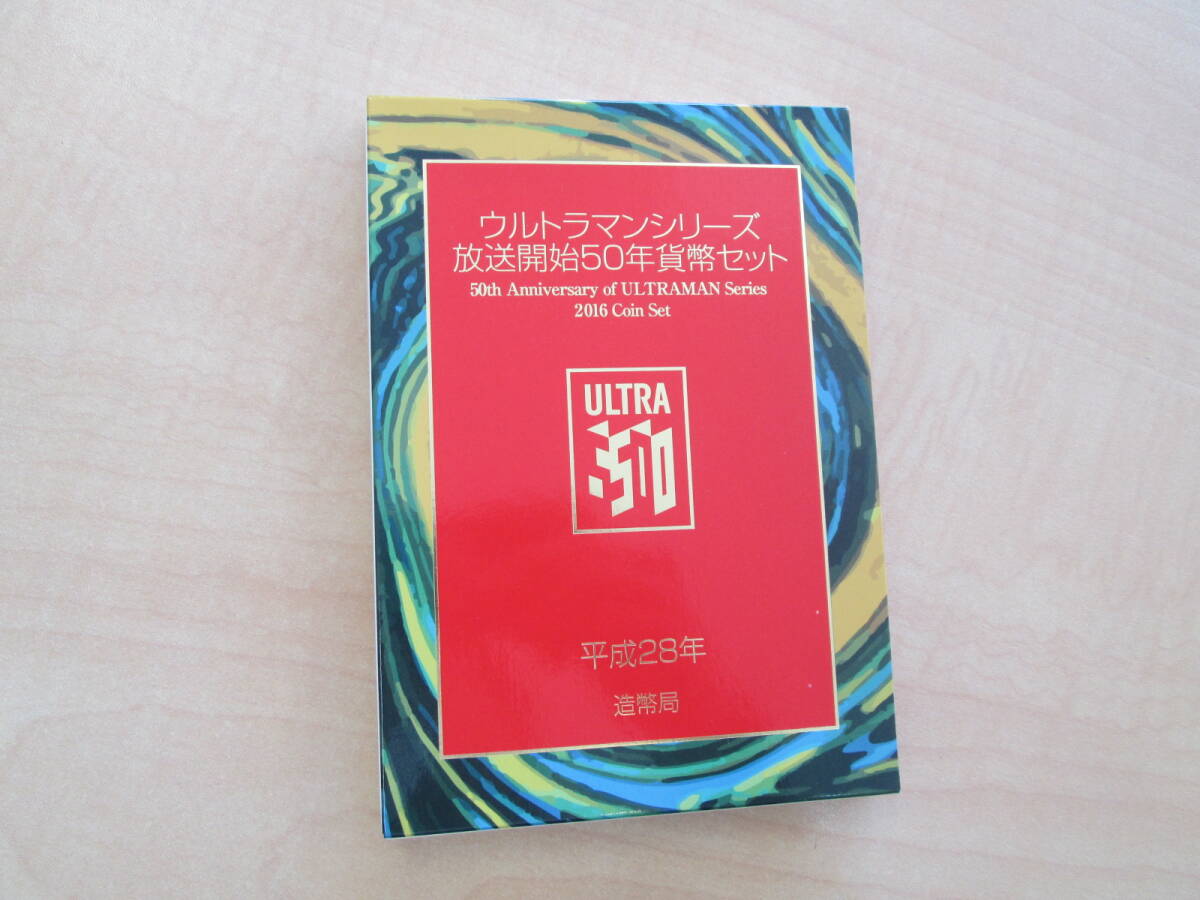 ウルトラマンシリーズ
放送開始50年貨幣セット
50th Anniversary of ULTRAMAN Series
2016 Coin Set
ULTRA
50
平成28年
造幣局